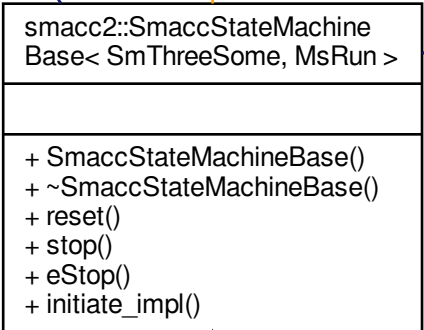 smacc2::SmaccStateMachine
Base< SmThreeSome, MsRun >
+ SmaccStateMachineBase()
+ ~SmaccStateMachineBase()
+ reset()
+ stop()
+ eStop()
+ initiate_impl()